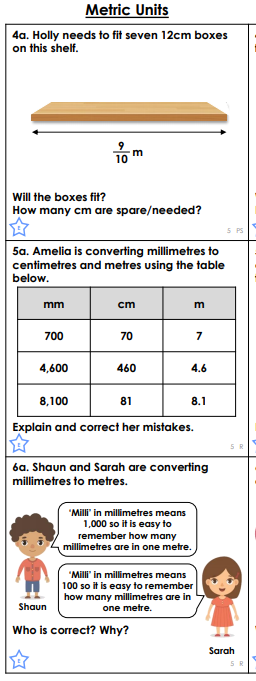 Metric Units
4a. Holly needs to fit seven 12cm boxes
on this shelf.
9
10 m
Will the boxes fit?
How many cm are spare/needed?
5 PS
5a. Amelia is converting millimetres to
centimetres and metres using the table
below.
mm cm m
700 70 7
4,600 460 4.6
8,100 81 8.1
Explain and correct her mistakes.
5 R
6a. Shaun and Sarah are converting
millimetres to metres.
'Milli' in millimetres means
1,000 so it is easy to
remember how many
millimetres are in one metre.
'Milli' in millimetres means
100 so it is easy to remember
how many millimetres are in
one metre.
Shaun
Who is correct? Why?
Sarah
5 R